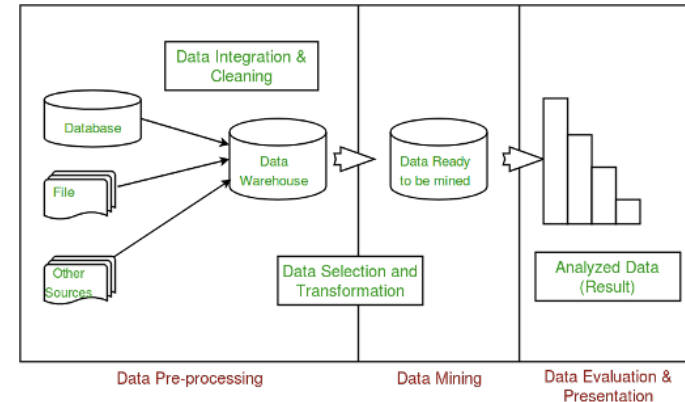 Data Integration &
Cleaning
Database
File
Other
Sources
Data
Warehouse
Data Selection and
Transformation
Data Ready
to be mined
Analyzed Data
(Result)
Data Pre-processing
Data Mining
Data Evaluation &
Presentation